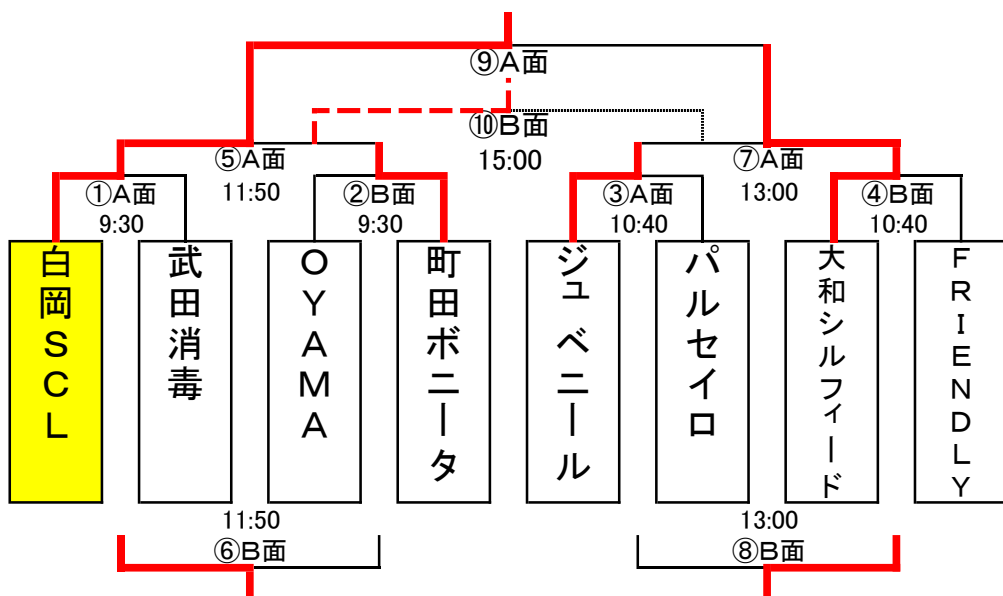 ⑨A面
⑩B面
15:00
⑤A面
11:50
⑦A面
13:00
①A面
9:30
②B面
9:30
③A面
10:40
④B面
10:40
白岡SCL
武田消毒
OYAMA
町田ボニータ
ジュベニール
パルセイロ
大和シルフィード
FRIENDLY
11:50
⑥B面
13:00
⑧B面